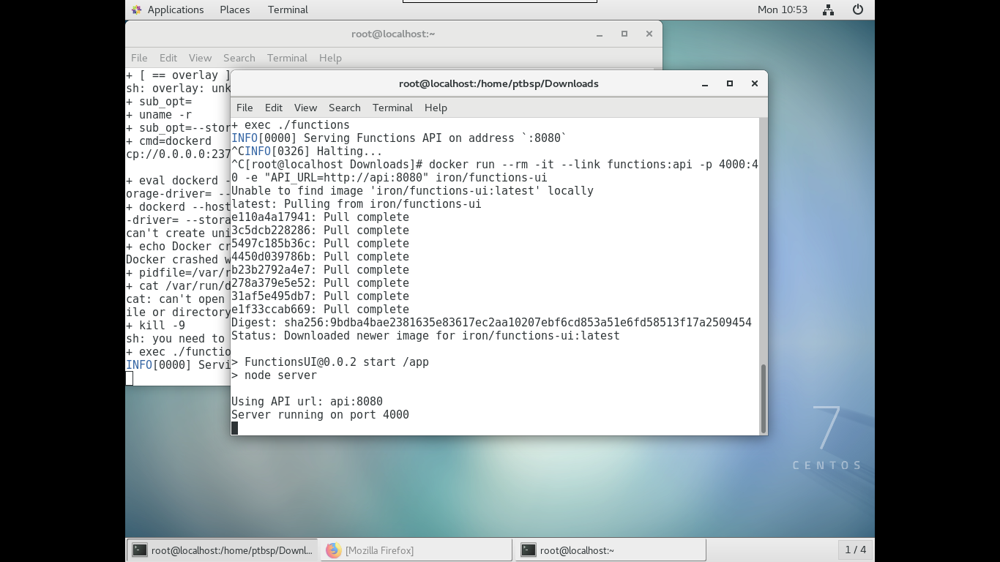 Applications Places Terminal Mon 10:53
root@localhost:~
File Edit View Search Terminal Help
+ [ == overlay ]
sh: overlay: unk
+ sub_opt=
+ uname -r
+ sub_opt=--stor
+ cmd=dockerd
cp://0.0.0.0:237
+ eval dockerd -
orage-driver= --
+ dockerd --host
-driver= --stora
can't create uni
+ echo Docker cr
Docker crashed w
+ pidfile=/var/r
+ cat /var/run/d
cat: can't open
ile or directory
+ kill -9
sh: you need to
+ exec ./functio
INFO[0000] Servi
root@localhost:/home/ptbsp/Downloads
File Edit View Search Terminal Help
+ exec ./functions
INFO[0000] Serving Functions API on address `:8080`
^CINFO[0326] Halting...
^C[root@localhost Downloads]# docker run --rm -it --link functions:api -p 4000:4
0 -e "API_URL=http://api:8080" iron/functions-ui
Unable to find image 'iron/functions-ui:latest' locally
latest: Pulling from iron/functions-ui
e110a4a17941: Pull complete
3c5dcb228286: Pull complete
5497c185b36c: Pull complete
4450d039786b: Pull complete
b23b2792a4e7: Pull complete
278a379e5e52: Pull complete
31af5e495db7: Pull complete
e1f33ccab669: Pull complete
Digest: sha256:9bdba4bae2381635e83617ec2aa10207ebf6cd853a51e6fd58513f17a2509454
Status: Downloaded newer image for iron/functions-ui:latest
> FunctionsUI@0.0.2 start /app
> node server
Using API url: api:8080
Server running on port 4000
7
CENTOS
root@localhost:/home/ptbsp/Downl... [Mozilla Firefox] root@localhost:~ 1 / 4